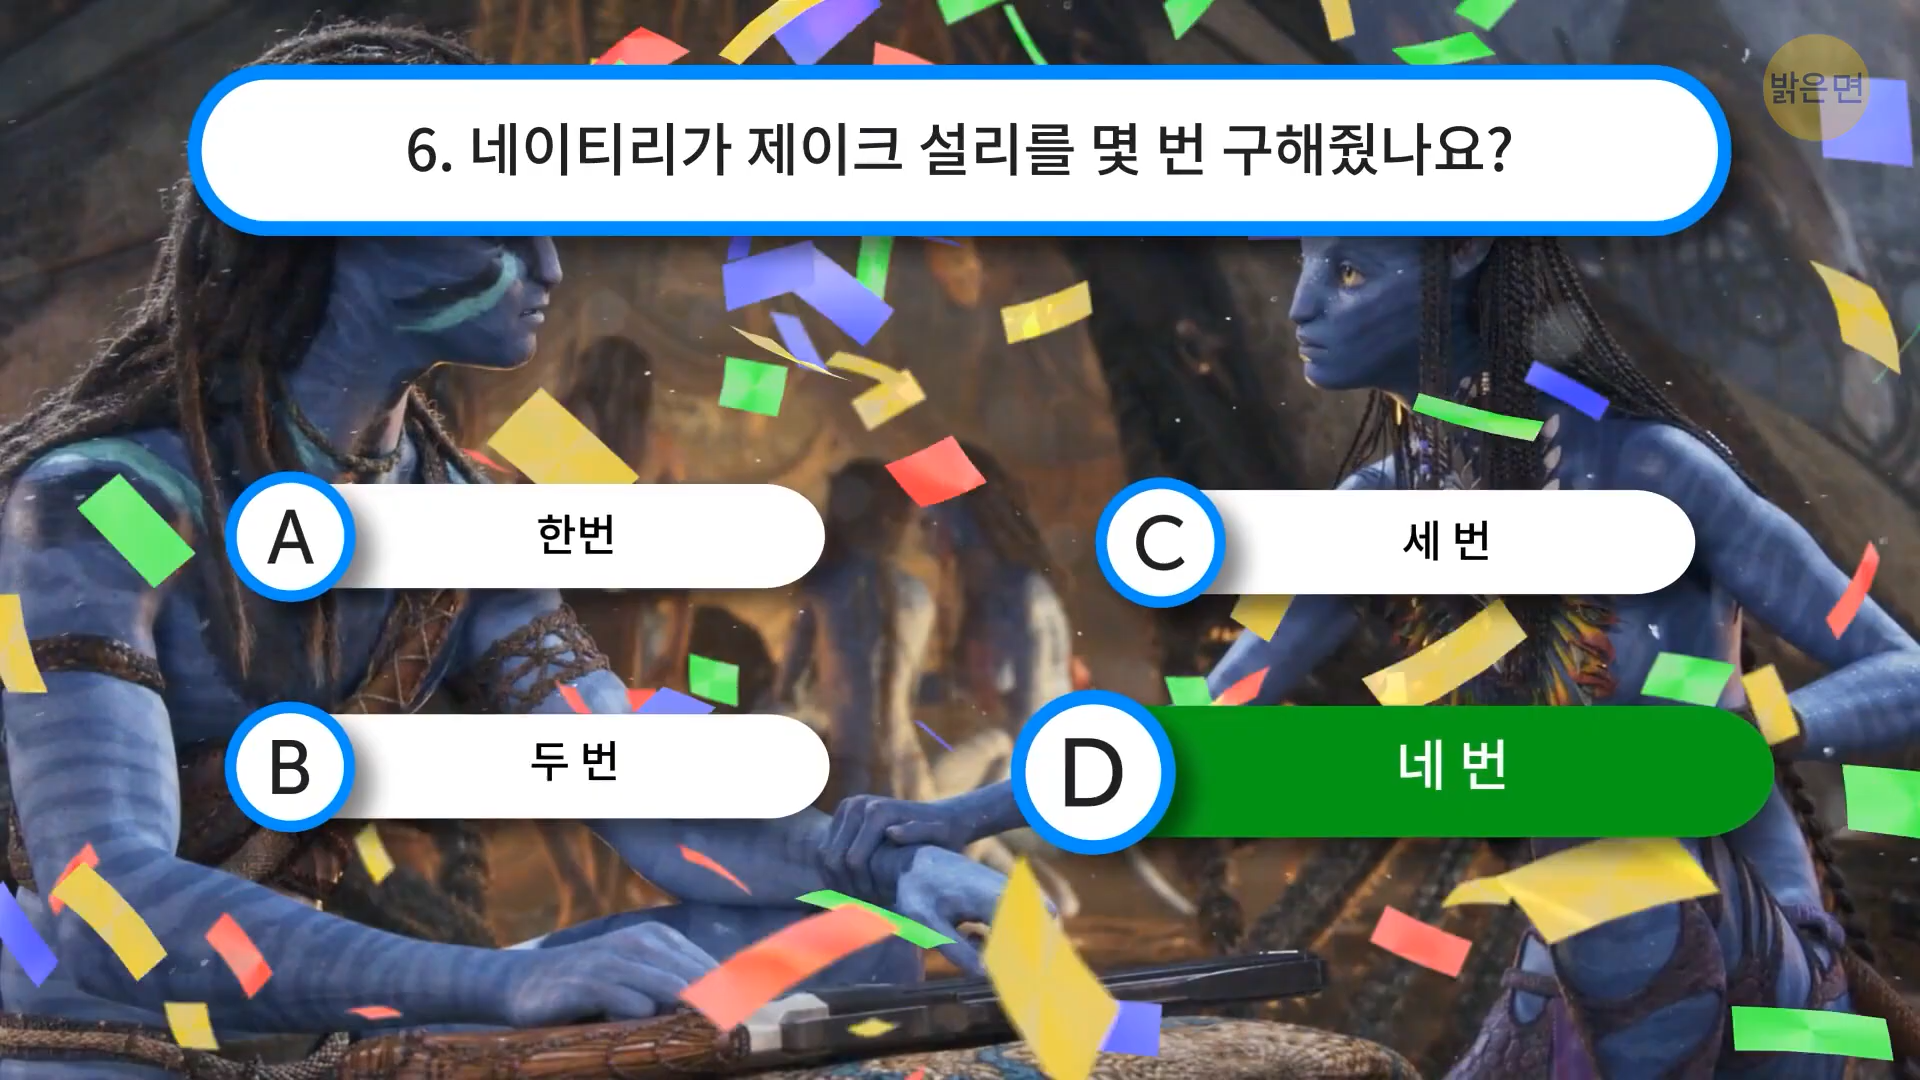 밝은면
6. 네이티리가 제이크 설리를 몇 번 구해줬나요?
A 한번
C 세 번
B 두 번
D 네 번